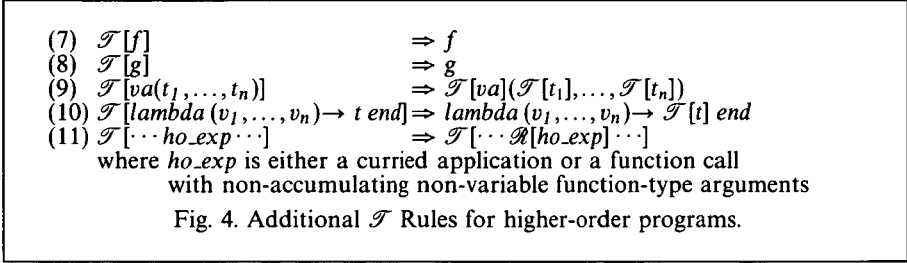 (7) 𝒯[f] ⇒ f
(8) 𝒯[g] ⇒ g
(9) 𝒯[va(t₁,...,tₙ)] ⇒ 𝒯[va](𝒯[t₁],...,𝒯[tₙ])
(10) 𝒯[lambda (v₁,...,vₙ)→ t end] ⇒ lambda (v₁,...,vₙ)→ 𝒯[t] end
(11) 𝒯[··· ho_exp ···] ⇒ 𝒯[··· ℛ[ho_exp] ···]
where ho_exp is either a curried application or a function call
with non-accumulating non-variable function-type arguments
Fig. 4. Additional 𝒯 Rules for higher-order programs.